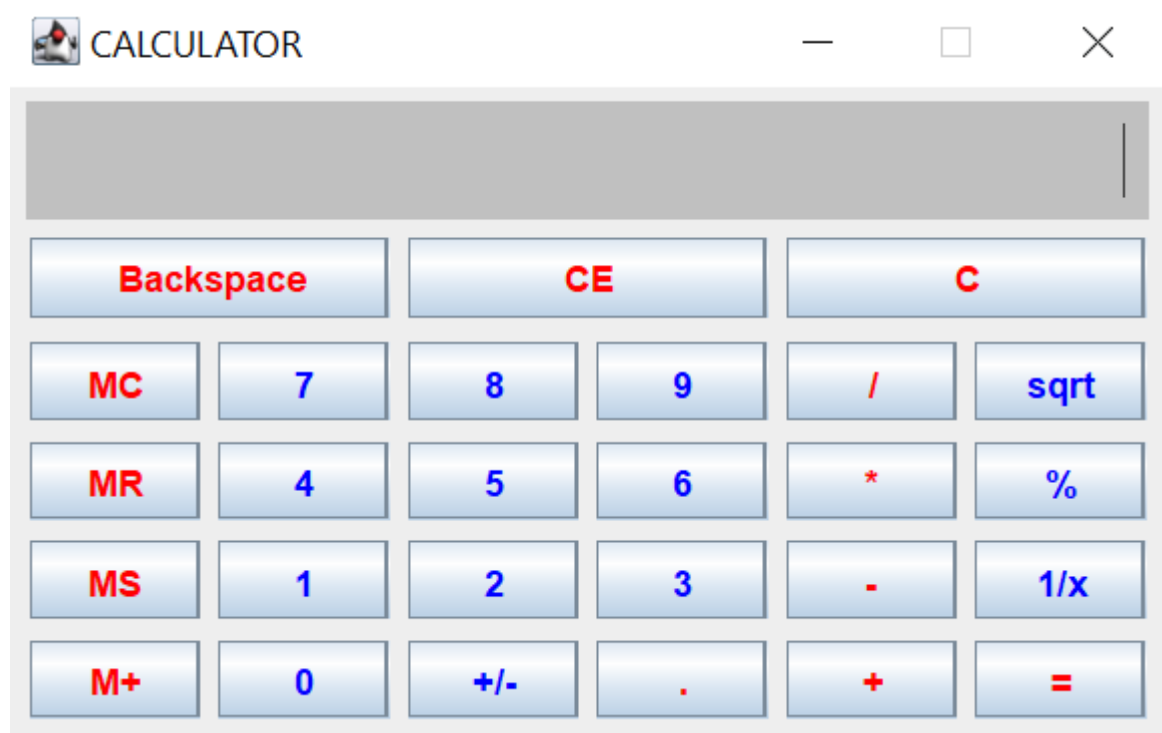 CALCULATOR
Backspace CE C
MC 7 8 9 / sqrt
MR 4 5 6 * %
MS 1 2 3 - 1/x
M+ 0 +/- . + =